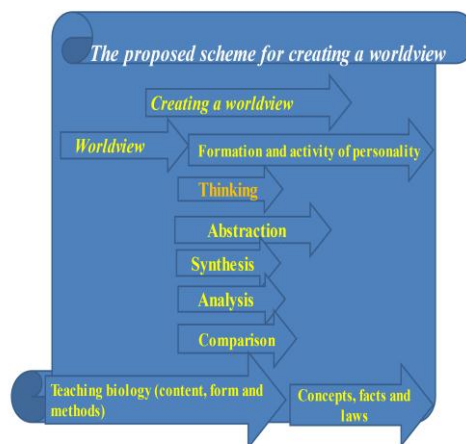 The proposed scheme for creating a worldview
Creating a worldview
Worldview
Formation and activity of personality
Thinking
Abstraction
Synthesis
Analysis
Comparison
Teaching biology (content, form and
methods)
Concepts, facts and
laws